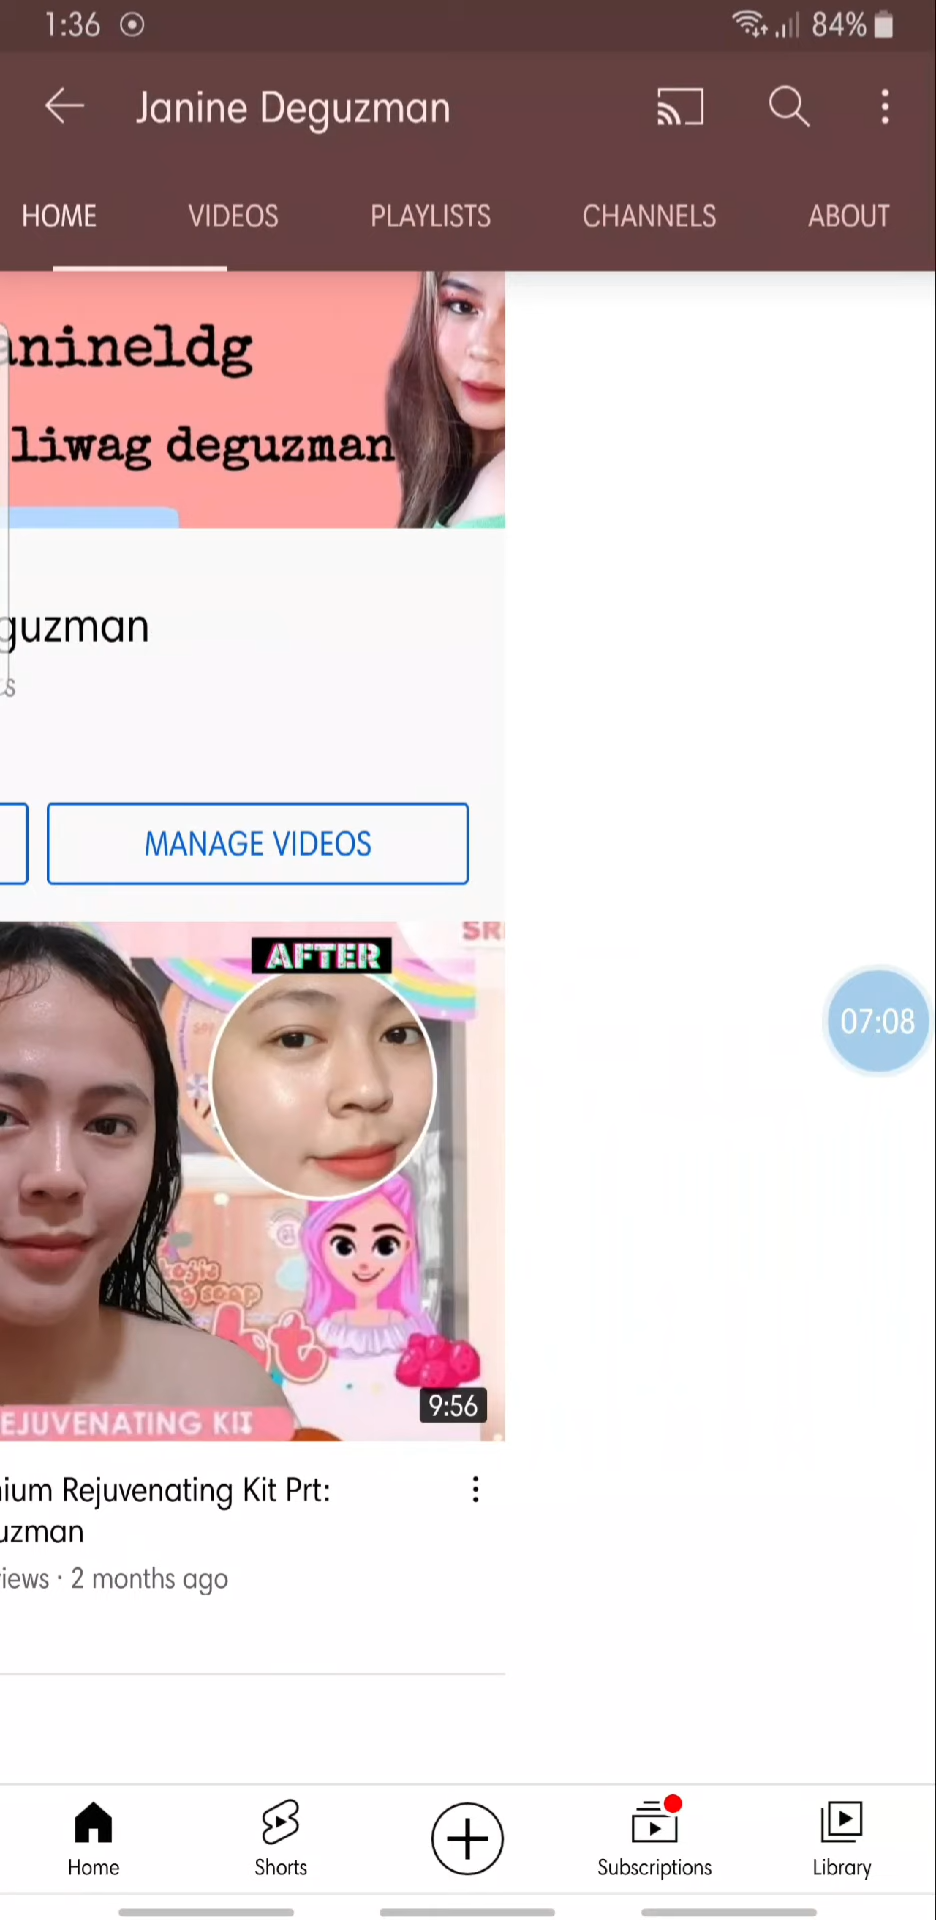 1:36 84%
Janine Deguzman
HOME VIDEOS PLAYLISTS CHANNELS ABOUT
anineldg
liwag deguzman
guzman
s
MANAGE VIDEOS
SR
AFTER
07:08
9:56
EJUVENATING KIT
ium Rejuvenating Kit Prt:
uzman
iews · 2 months ago
Home Shorts Subscriptions Library